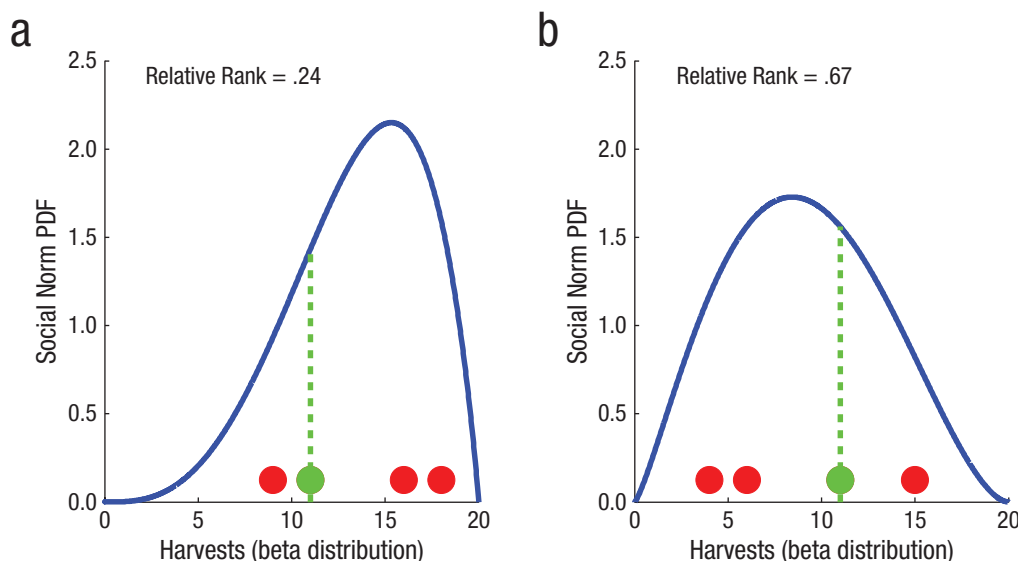 a
Relative Rank = .24
Social Norm PDF
2.5
2.0
1.5
1.0
0.5
0.0
0 5 10 15 20
Harvests (beta distribution)
b
Relative Rank = .67
Social Norm PDF
2.5
2.0
1.5
1.0
0.5
0.0
0 5 10 15 20
Harvests (beta distribution)